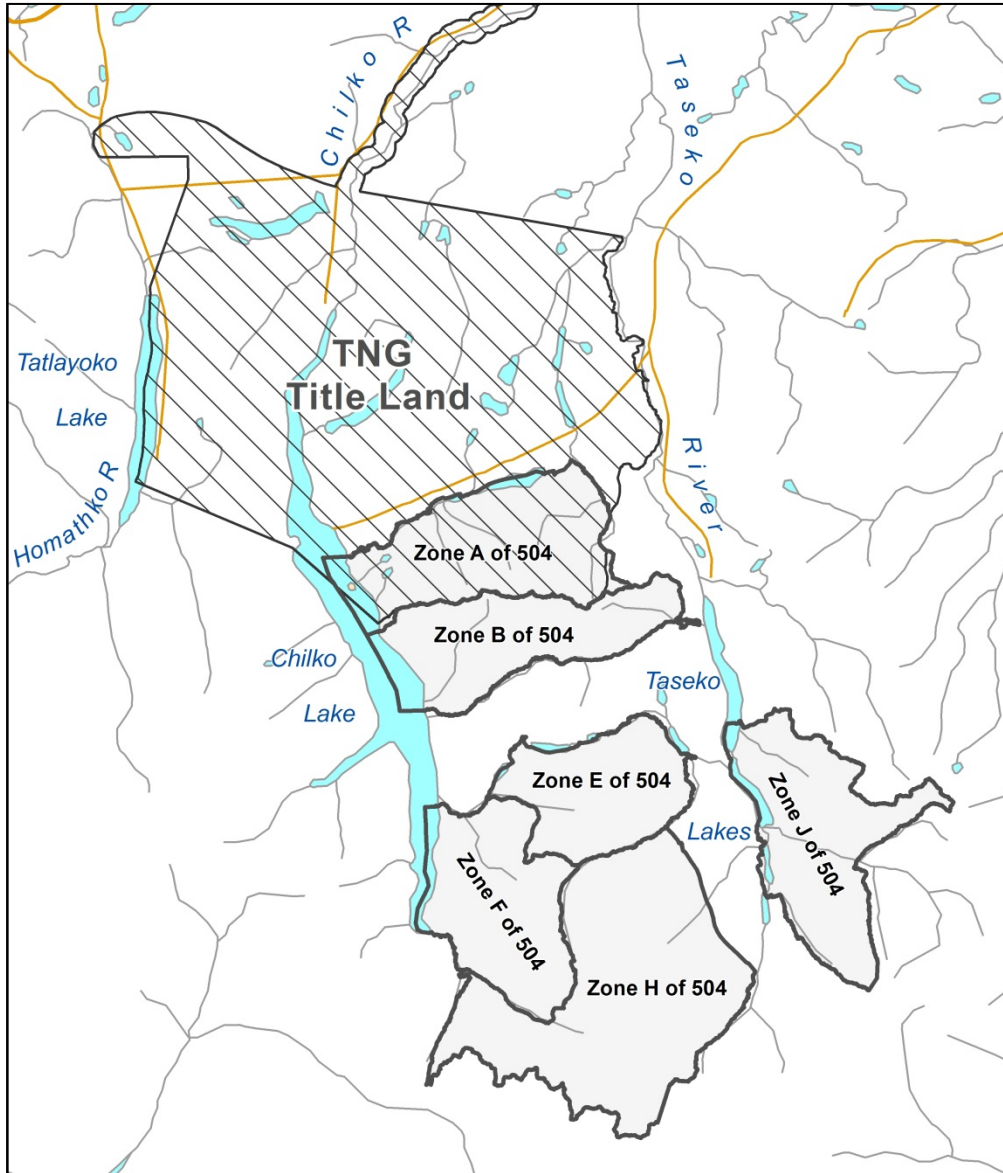 Chilko R
Taseko
TNG
Title Land
Tatlayoko
Lake
Homathko R
River
Zone A of 504
Zone B of 504
Chilko
Lake
Taseko
Zone E of 504
Lakes
Zone J of 504
Zone F of 504
Zone H of 504